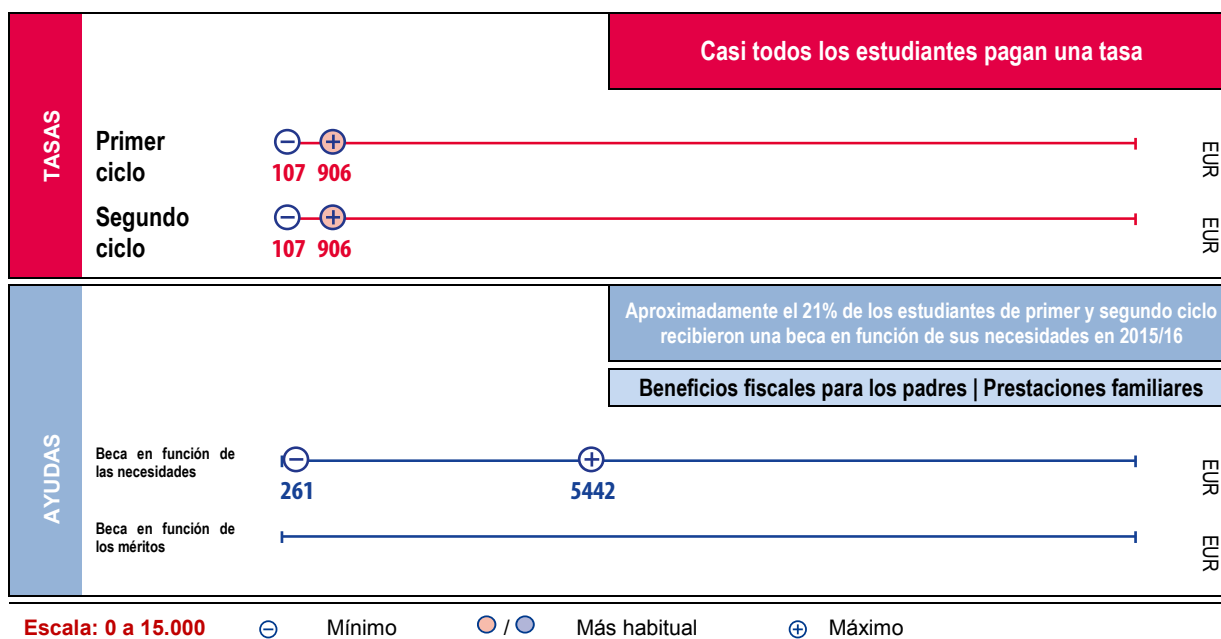 Casi todos los estudiantes pagan una tasa
TASAS
Primer
ciclo
107 906
EUR
Segundo
ciclo
107 906
EUR
Aproximadamente el 21% de los estudiantes de primer y segundo ciclo
recibieron una beca en función de sus necesidades en 2015/16
Beneficios fiscales para los padres | Prestaciones familiares
AYUDAS
Beca en función de
las necesidades
261 5442
EUR
Beca en función de
los méritos
EUR
Escala: 0 a 15.000 Mínimo / Más habitual Máximo